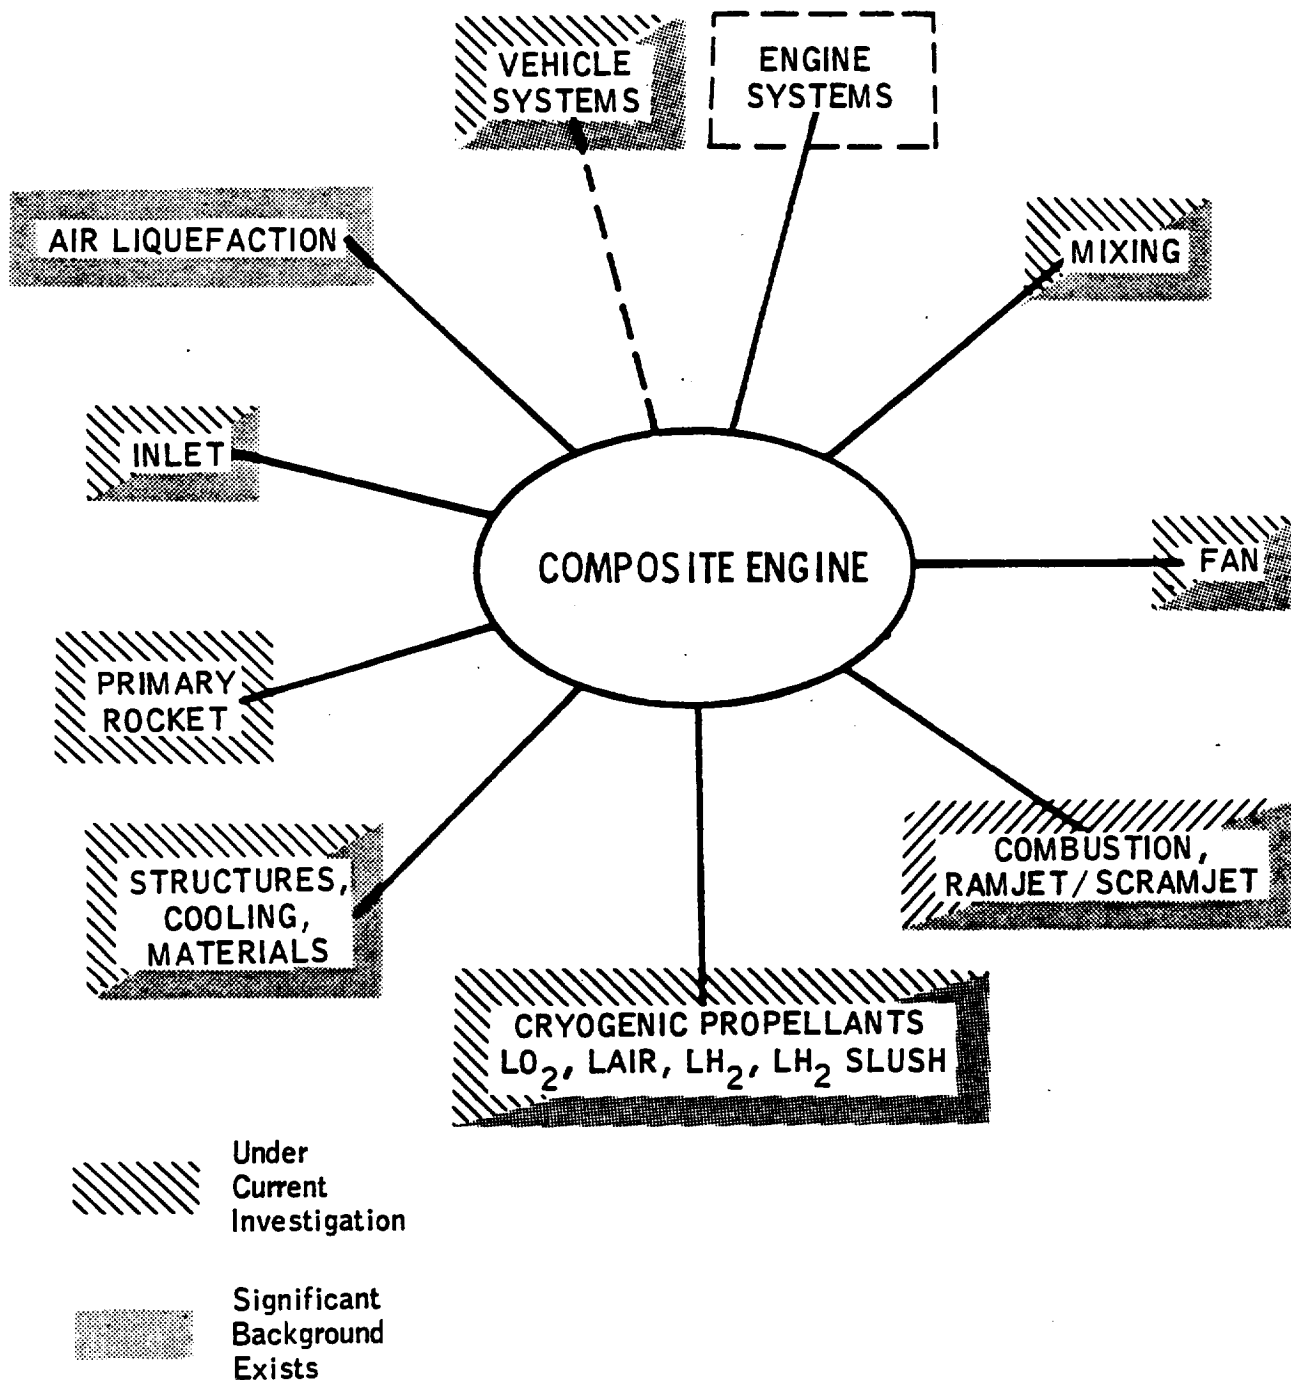 VEHICLE
SYSTEMS
ENGINE
SYSTEMS
AIR LIQUEFACTION
MIXING
INLET
COMPOSITE ENGINE
FAN
PRIMARY
ROCKET
COMBUSTION,
RAMJET/SCRAMJET
STRUCTURES,
COOLING,
MATERIALS
CRYOGENIC PROPELLANTS
LO₂, LAIR, LH₂, LH₂ SLUSH
Under
Current
Investigation
Significant
Background
Exists